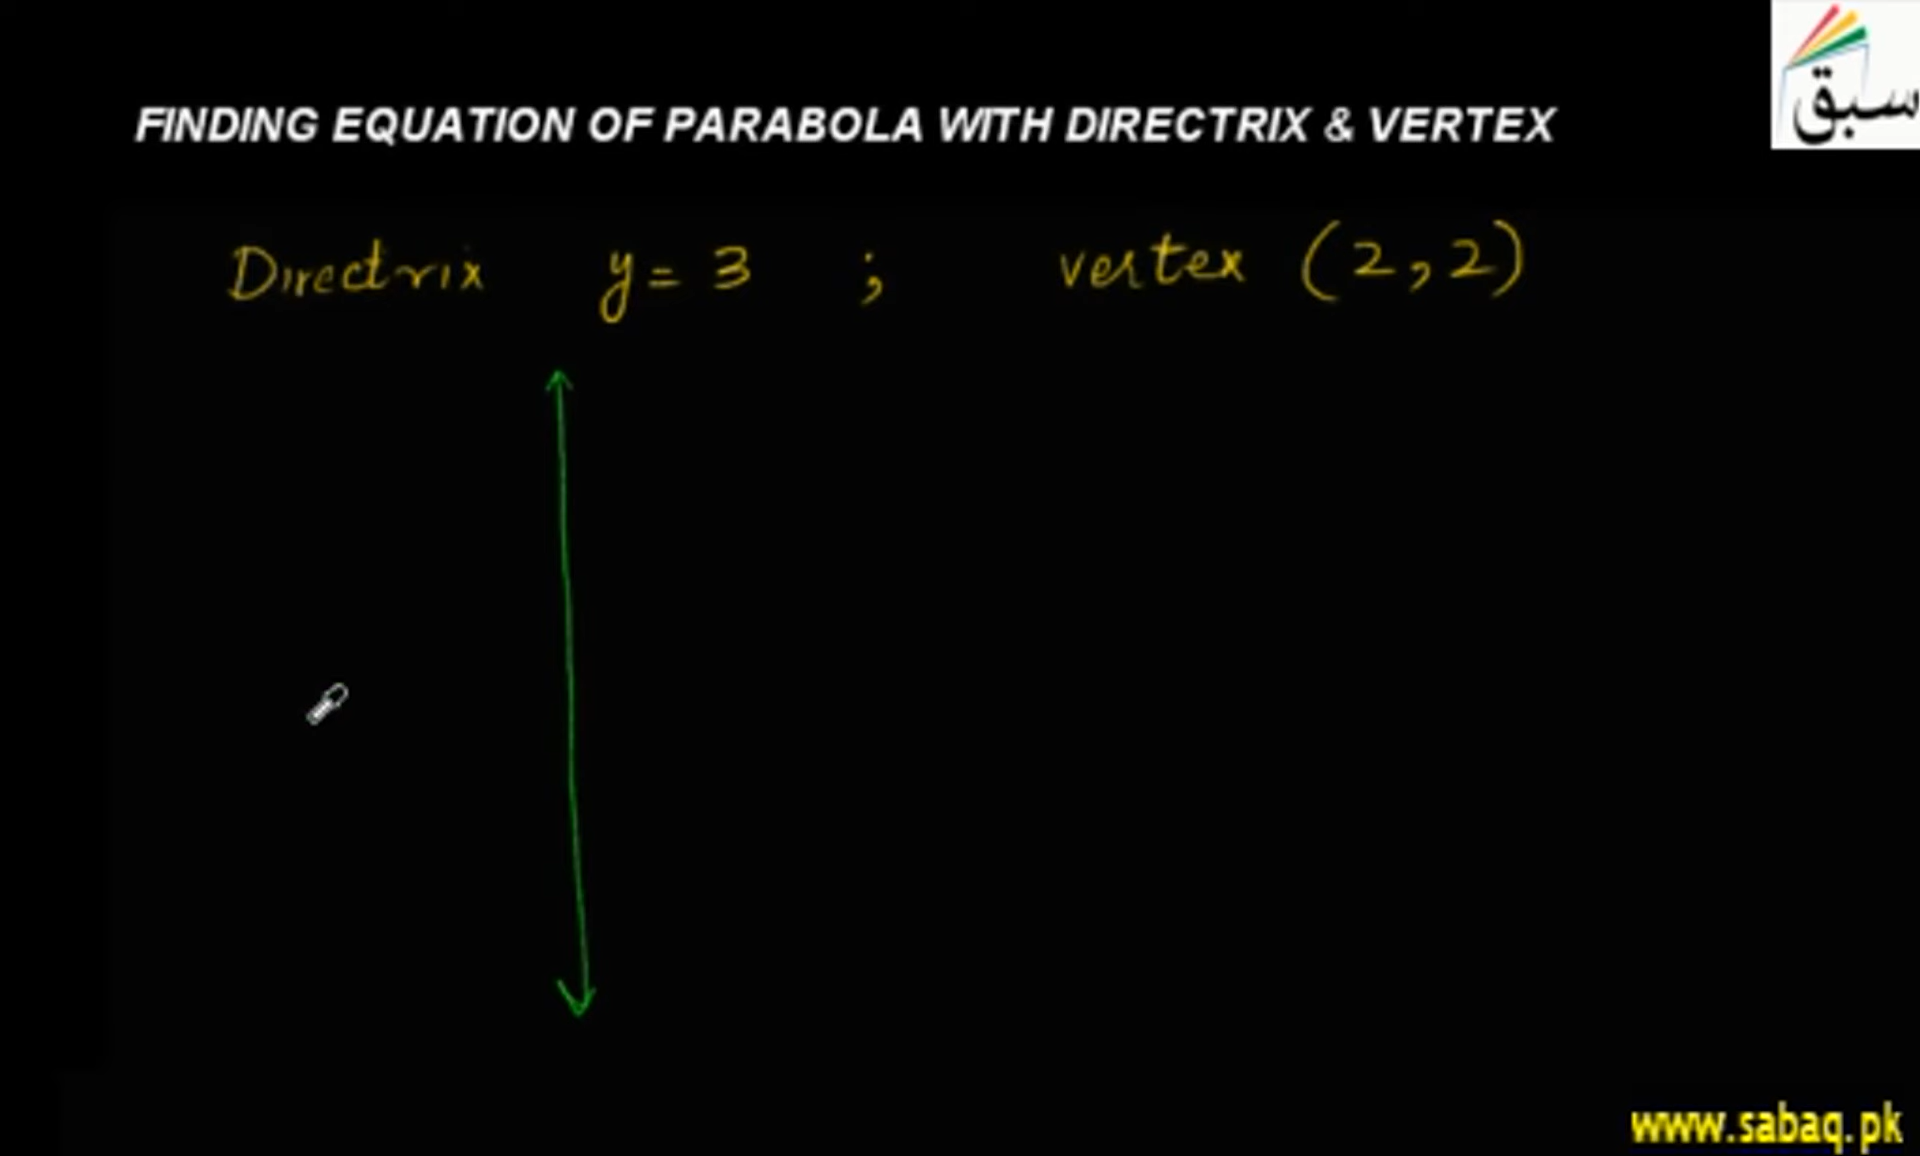 سبق
FINDING EQUATION OF PARABOLA WITH DIRECTRIX & VERTEX
Directrix y = 3 ; vertex (2,2)
www.sabaq.pk